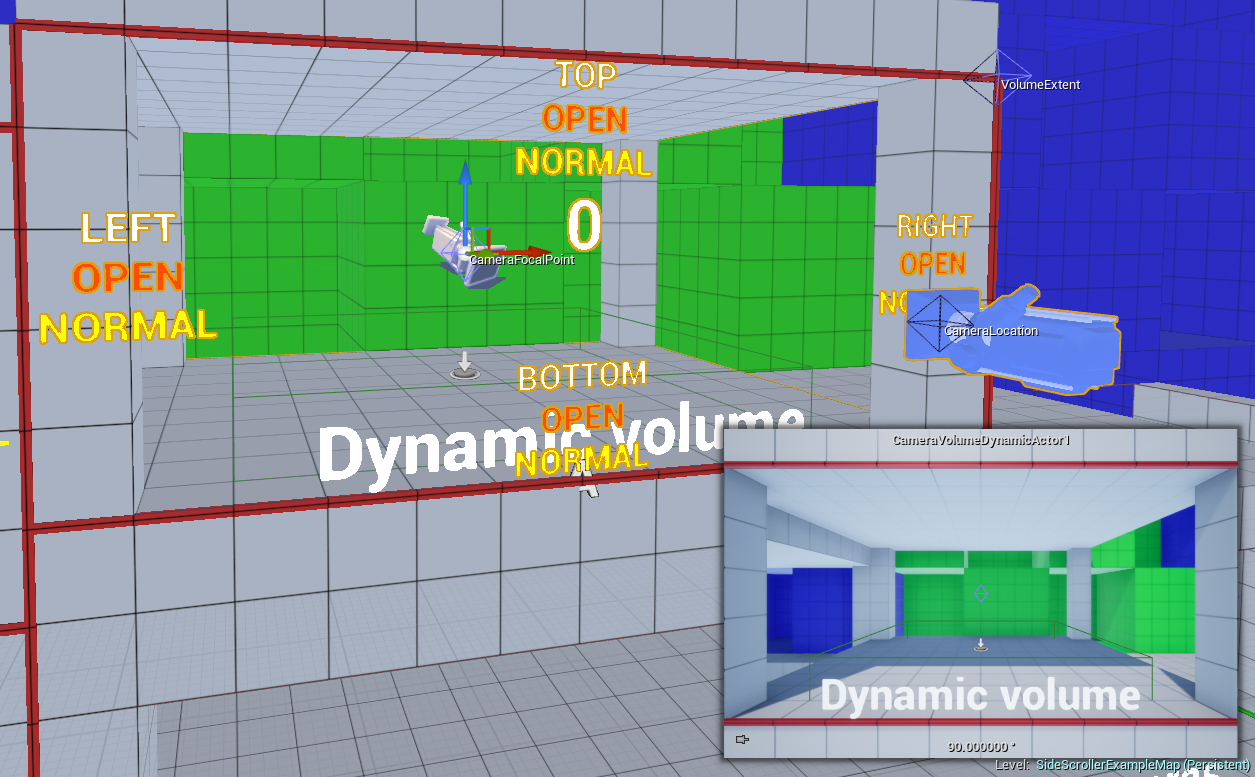 TOP
OPEN
NORMAL
0
VolumeExtent
LEFT
OPEN
NORMAL
CameraFocalPoint
RIGHT
OPEN
CameraLocation
BOTTOM
OPEN
NORMAL
Dynamic volume
CameraVolumeDynamicActor1
Dynamic volume
90.000000 °
Level: SideScrollerExampleMap (Persistent)